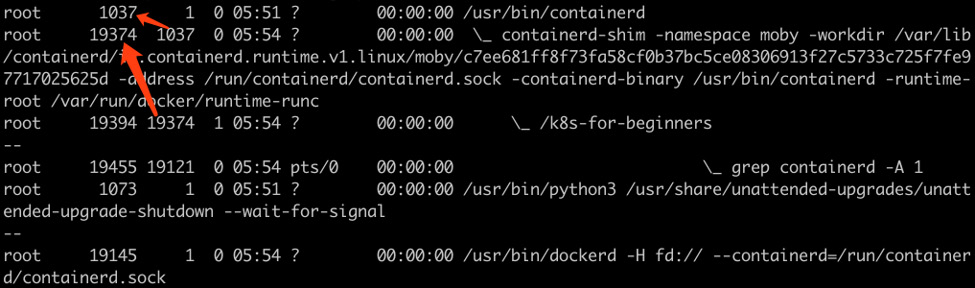 root      1037     1  0 05:51 ?        00:00:00 /usr/bin/containerd
root     19374  1037  0 05:54 ?        00:00:00  \_ containerd-shim -namespace moby -workdir /var/lib
/containerd/ .containerd.runtime.v1.linux/moby/c7ee681ff8f73fa58cf0b37bc5ce08306913f27c5733c725f7fe9
7717025625d -address /run/containerd/containerd.sock -containerd-binary /usr/bin/containerd -runtime-
root /var/run/docker/runtime-runc
root     19394 19374  1 05:54 ?        00:00:00      \_ /k8s-for-beginners
--
root     19455 19121  0 05:54 pts/0    00:00:00                          \_ grep containerd -A 1
root      1073     1  0 05:51 ?        00:00:00 /usr/bin/python3 /usr/share/unattended-upgrades/unatt
ended-upgrade-shutdown --wait-for-signal
--
root     19145     1  0 05:54 ?        00:00:00 /usr/bin/dockerd -H fd:// --containerd=/run/container
d/containerd.sock